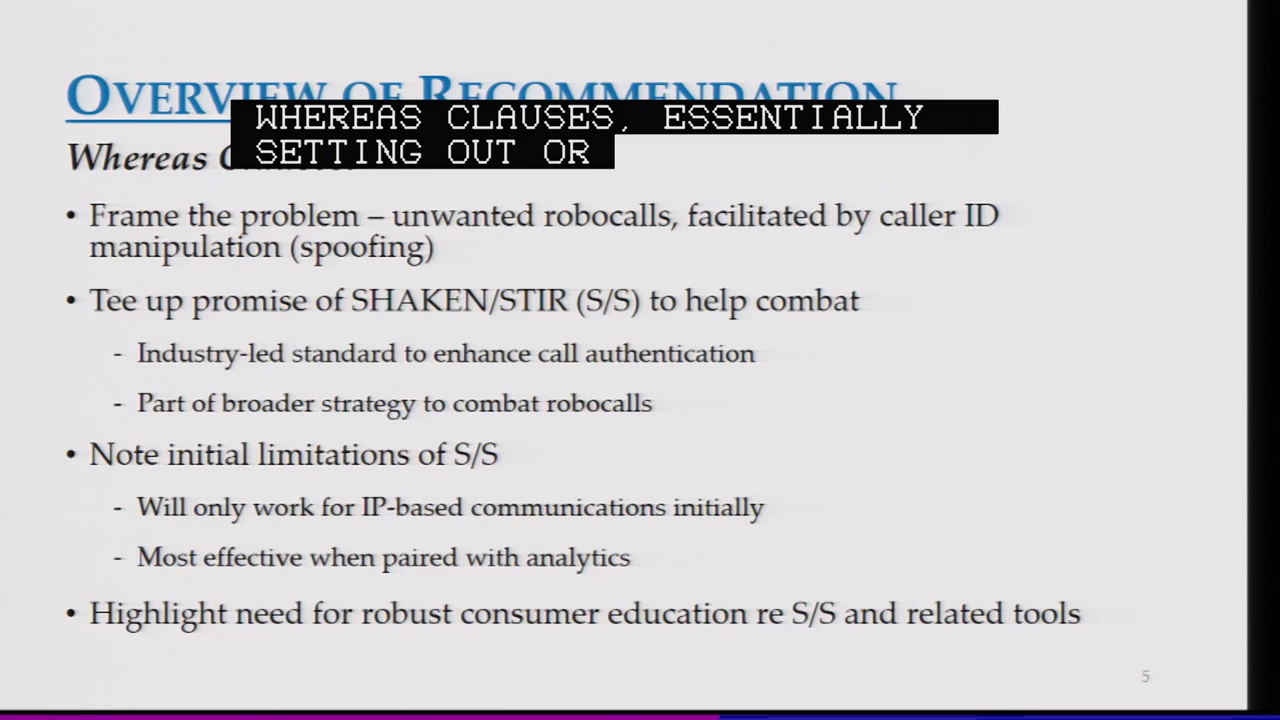 OVERVIEW OF RECOMMENDATION
WHEREAS CLAUSES, ESSENTIALLY
SETTING OUT OR
Whereas
• Frame the problem – unwanted robocalls, facilitated by caller ID
manipulation (spoofing)
• Tee up promise of SHAKEN/STIR (S/S) to help combat
- Industry-led standard to enhance call authentication
- Part of broader strategy to combat robocalls
• Note initial limitations of S/S
- Will only work for IP-based communications initially
- Most effective when paired with analytics
• Highlight need for robust consumer education re S/S and related tools
5